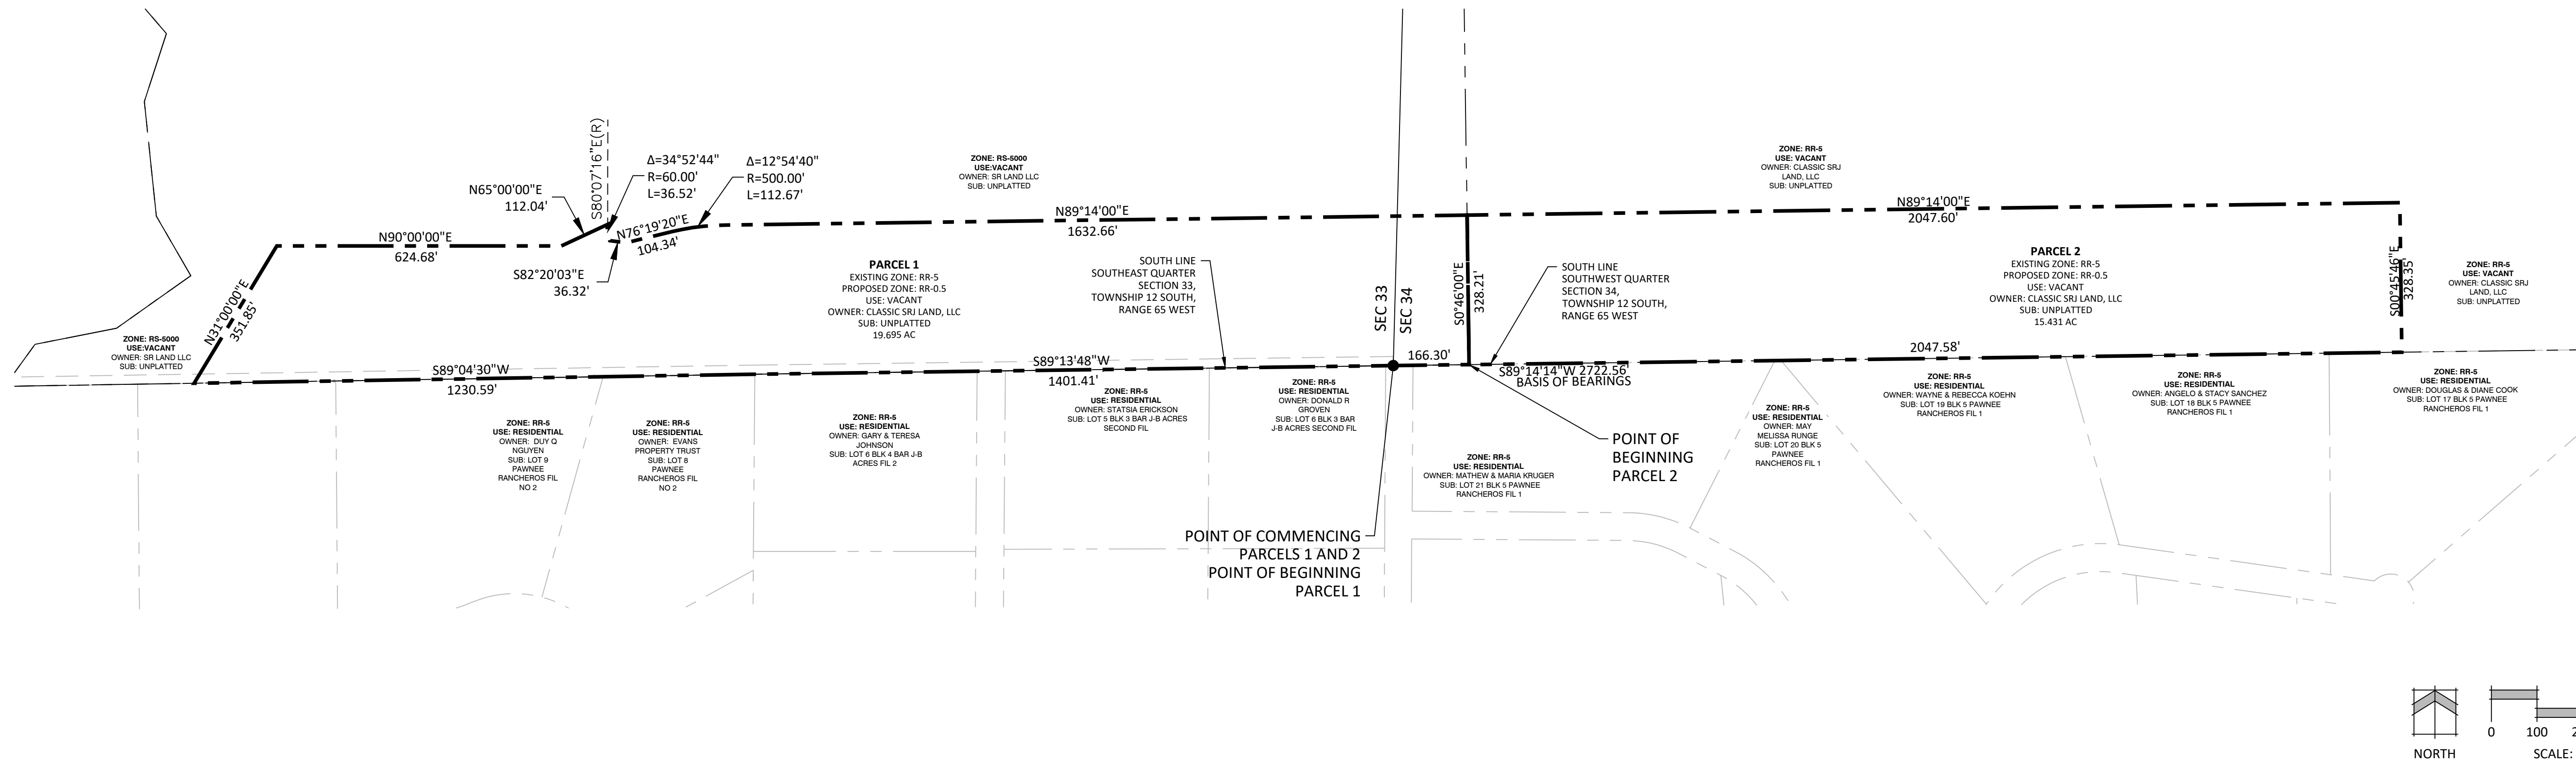 S80°07'16"E(R)
Δ=34°52'44"
R=60.00'
L=36.52'
Δ=12°54'40"
R=500.00'
L=112.67'
N65°00'00"E
112.04'
N76°19'20"E
104.34'
S82°20'03"E
36.32'
N90°00'00"E
624.68'
N31°00'00"E
351.85'
ZONE: RS-5000
USE:VACANT
OWNER: SR LAND LLC
SUB: UNPLATTED
N89°14'00"E
1632.66'
ZONE: RR-5
USE: VACANT
OWNER: CLASSIC SRJ
LAND, LLC
SUB: UNPLATTED
N89°14'00"E
2047.60'
PARCEL 1
EXISTING ZONE: RR-5
PROPOSED ZONE: RR-0.5
USE: VACANT
OWNER: CLASSIC SRJ LAND, LLC
SUB: UNPLATTED
19.695 AC
SOUTH LINE
SOUTHEAST QUARTER
SECTION 33,
TOWNSHIP 12 SOUTH,
RANGE 65 WEST
SEC 33
SEC 34
S0°46'00"E
328.21'
SOUTH LINE
SOUTHWEST QUARTER
SECTION 34,
TOWNSHIP 12 SOUTH,
RANGE 65 WEST
PARCEL 2
EXISTING ZONE: RR-5
PROPOSED ZONE: RR-0.5
USE: VACANT
OWNER: CLASSIC SRJ LAND, LLC
SUB: UNPLATTED
15.431 AC
S00°45'46"E
328.35'
ZONE: RR-5
USE: VACANT
OWNER: CLASSIC SRJ
LAND, LLC
SUB: UNPLATTED
ZONE: RS-5000
USE:VACANT
OWNER: SR LAND LLC
SUB: UNPLATTED
S89°04'30"W
1230.59'
S89°13'48"W
1401.41'
166.30'
S89°14'14"W 2722.56'
BASIS OF BEARINGS
2047.58'
ZONE: RR-5
USE: RESIDENTIAL
OWNER: DUY Q
NGUYEN
SUB: LOT 9
PAWNEE
RANCHEROS FIL
NO 2
ZONE: RR-5
USE: RESIDENTIAL
OWNER: EVANS
PROPERTY TRUST
SUB: LOT 8
PAWNEE
RANCHEROS FIL
NO 2
ZONE: RR-5
USE: RESIDENTIAL
OWNER: GARY & TERESA
JOHNSON
SUB: LOT 6 BLK 4 BAR J-B
ACRES FIL 2
ZONE: RR-5
USE: RESIDENTIAL
OWNER: STATSIA ERICKSON
SUB: LOT 5 BLK 3 BAR J-B ACRES
SECOND FIL
ZONE: RR-5
USE: RESIDENTIAL
OWNER: DONALD R
GROVEN
SUB: LOT 6 BLK 3 BAR
J-B ACRES SECOND FIL
ZONE: RR-5
USE: RESIDENTIAL
OWNER: MATHEW & MARIA KRUGER
SUB: LOT 21 BLK 5 PAWNEE
RANCHEROS FIL 1
POINT OF
BEGINNING
PARCEL 2
ZONE: RR-5
USE: RESIDENTIAL
OWNER: MAY
MELISSA RUNGE
SUB: LOT 20 BLK 5
PAWNEE
RANCHEROS FIL 1
ZONE: RR-5
USE: RESIDENTIAL
OWNER: WAYNE & REBECCA KOEHN
SUB: LOT 19 BLK 5 PAWNEE
RANCHEROS FIL 1
ZONE: RR-5
USE: RESIDENTIAL
OWNER: ANGELO & STACY SANCHEZ
SUB: LOT 18 BLK 5 PAWNEE
RANCHEROS FIL 1
ZONE: RR-5
USE: RESIDENTIAL
OWNER: DOUGLAS & DIANE COOK
SUB: LOT 17 BLK 5 PAWNEE
RANCHEROS FIL 1
POINT OF COMMENCING
PARCELS 1 AND 2
POINT OF BEGINNING
PARCEL 1
NORTH
0 100
SCALE: